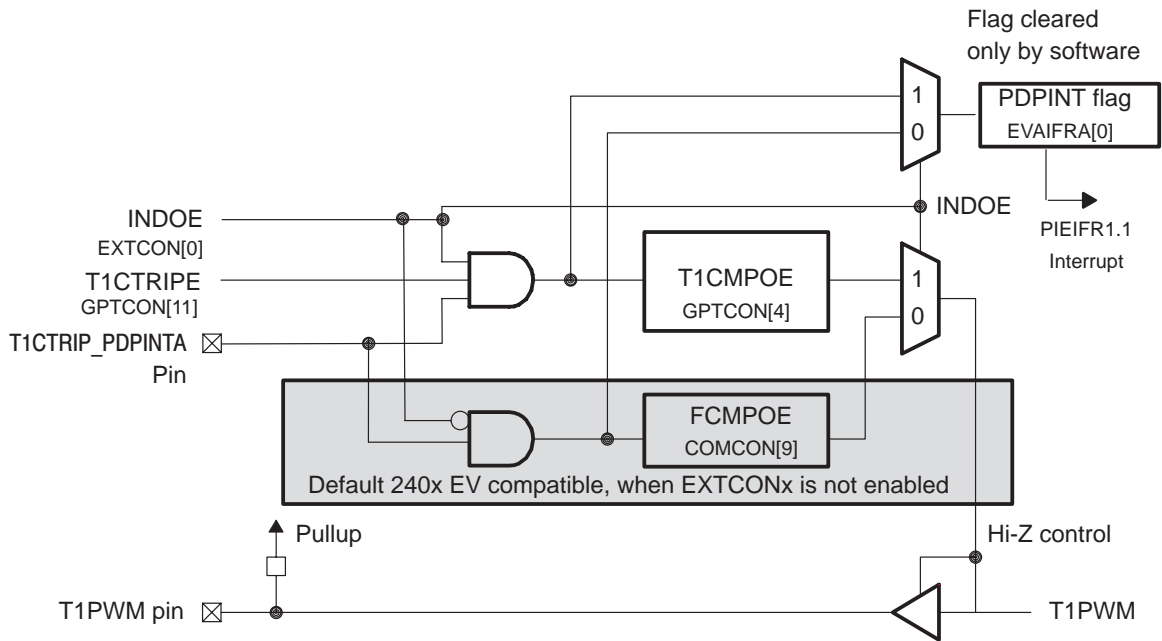 Flag cleared
only by software
1
0
PDPINT flag
EVAIFRA[0]
INDOE
EXTCON[0]
INDOE
PIEIFR1.1
Interrupt
T1CTRIPE
GPTCON[11]
T1CMPOE
GPTCON[4]
1
0
T1CTRIP_PDPINTA
Pin
FCMPOE
COMCON[9]
Default 240x EV compatible, when EXTCONx is not enabled
Pullup
Hi-Z control
T1PWM pin
T1PWM